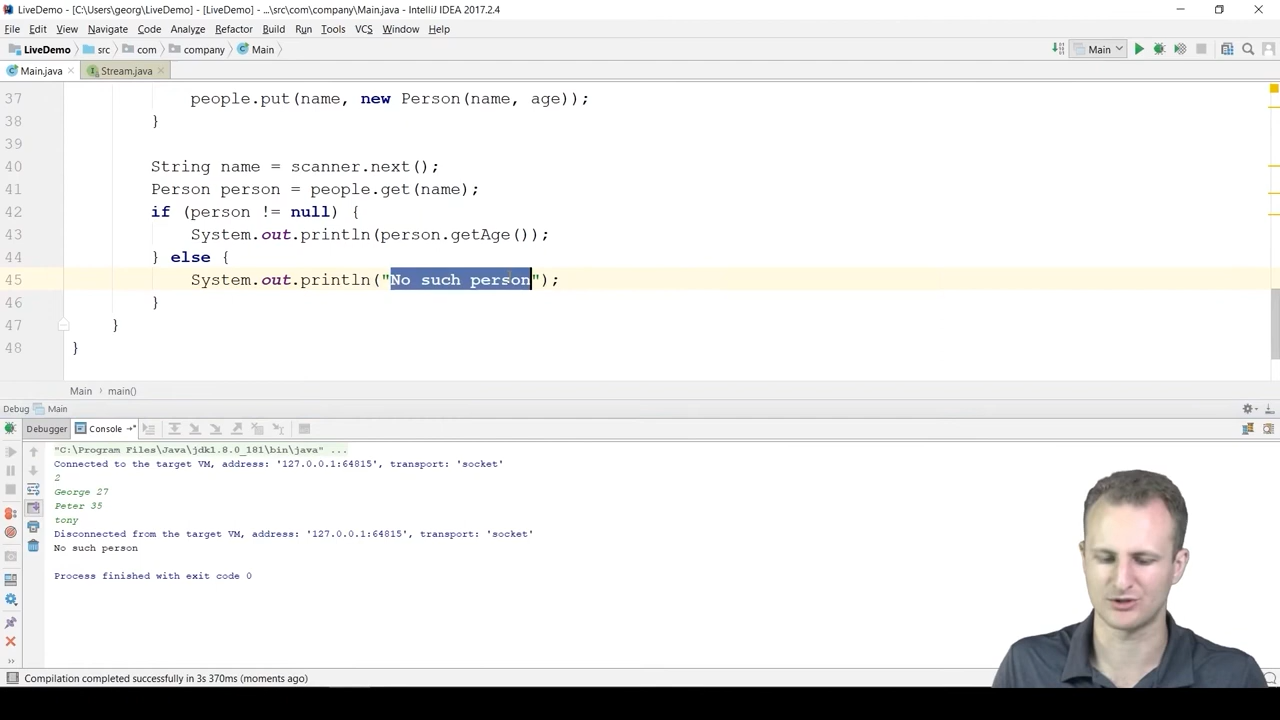 LiveDemo - [C:\Users\georg\LiveDemo] - [LiveDemo] - ...\src\com\company\Main.java - IntelliJ IDEA 2017.2.4
File Edit View Navigate Code Analyze Refactor Build Run Tools VCS Window Help
LiveDemo src com company Main Main
Main.java Stream.java
37 people.put(name, new Person(name, age));
38 }
39
40 String name = scanner.next();
41 Person person = people.get(name);
42 if (person != null) {
43 System.out.println(person.getAge());
44 } else {
45 System.out.println("No such person");
46 }
47 }
48 }
Main › main()
Debug Main
Debugger Console
"C:\Program Files\Java\jdk1.8.0_181\bin\java" ...
Connected to the target VM, address: '127.0.0.1:64815', transport: 'socket'
2
George 27
Peter 35
tony
Disconnected from the target VM, address: '127.0.0.1:64815', transport: 'socket'
No such person
Process finished with exit code 0
Compilation completed successfully in 3s 370ms (moments ago)